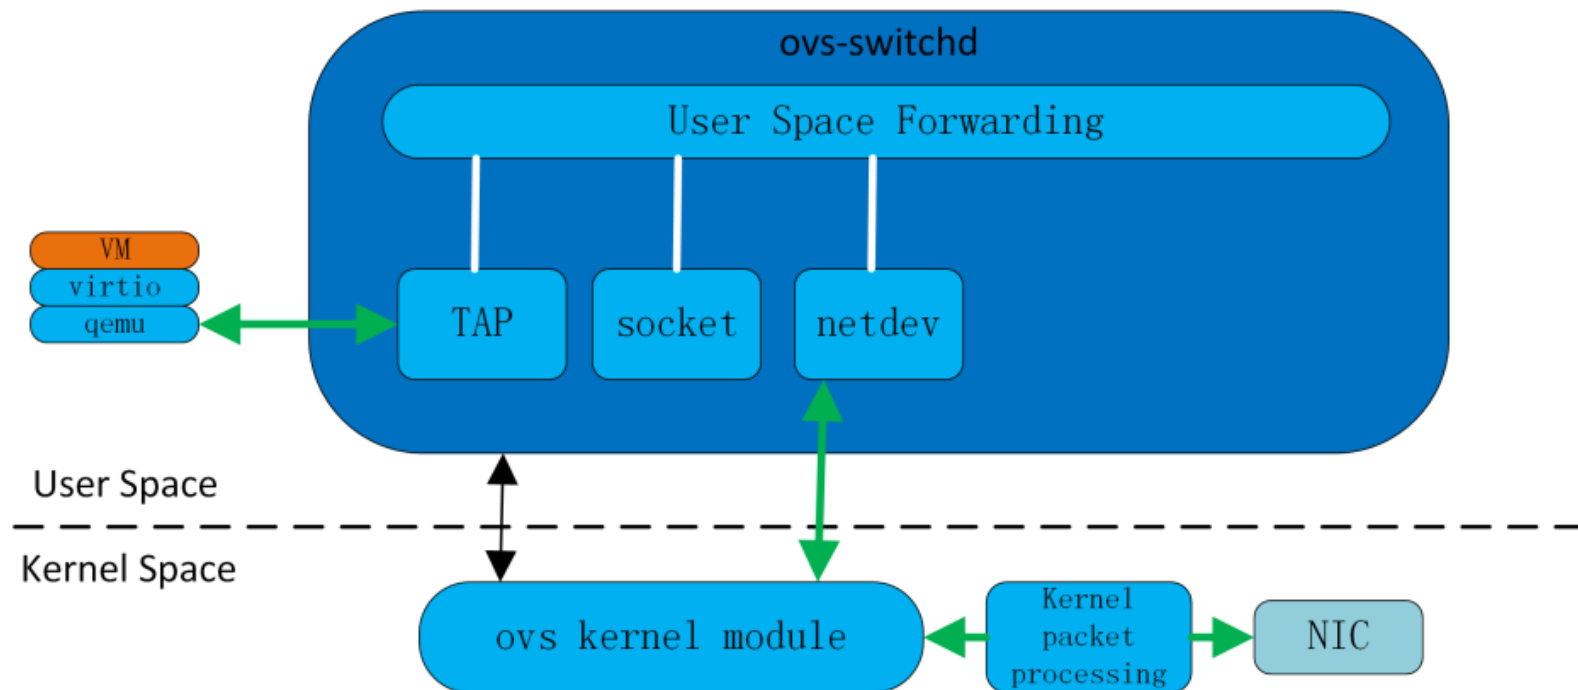 ovs-switchd
User Space Forwarding
VM
virtio
qemu
TAP
socket
netdev
User Space
Kernel Space
ovs kernel module
Kernel
packet
processing
NIC